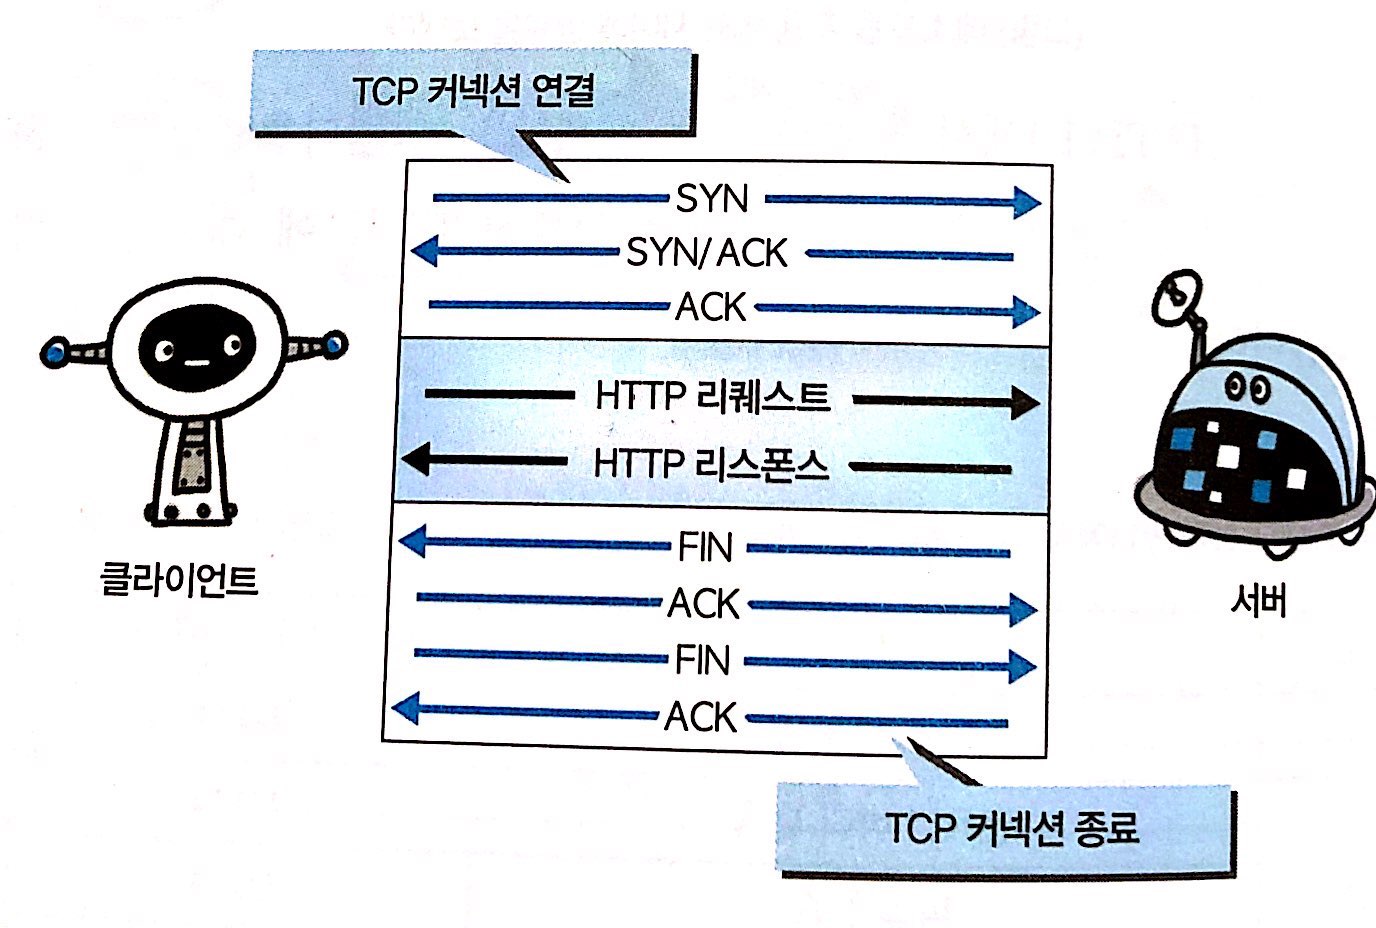 TCP 커넥션 연결
SYN
SYN/ACK
ACK
HTTP 리퀘스트
HTTP 리스폰스
FIN
ACK
FIN
ACK
클라이언트
서버
TCP 커넥션 종료